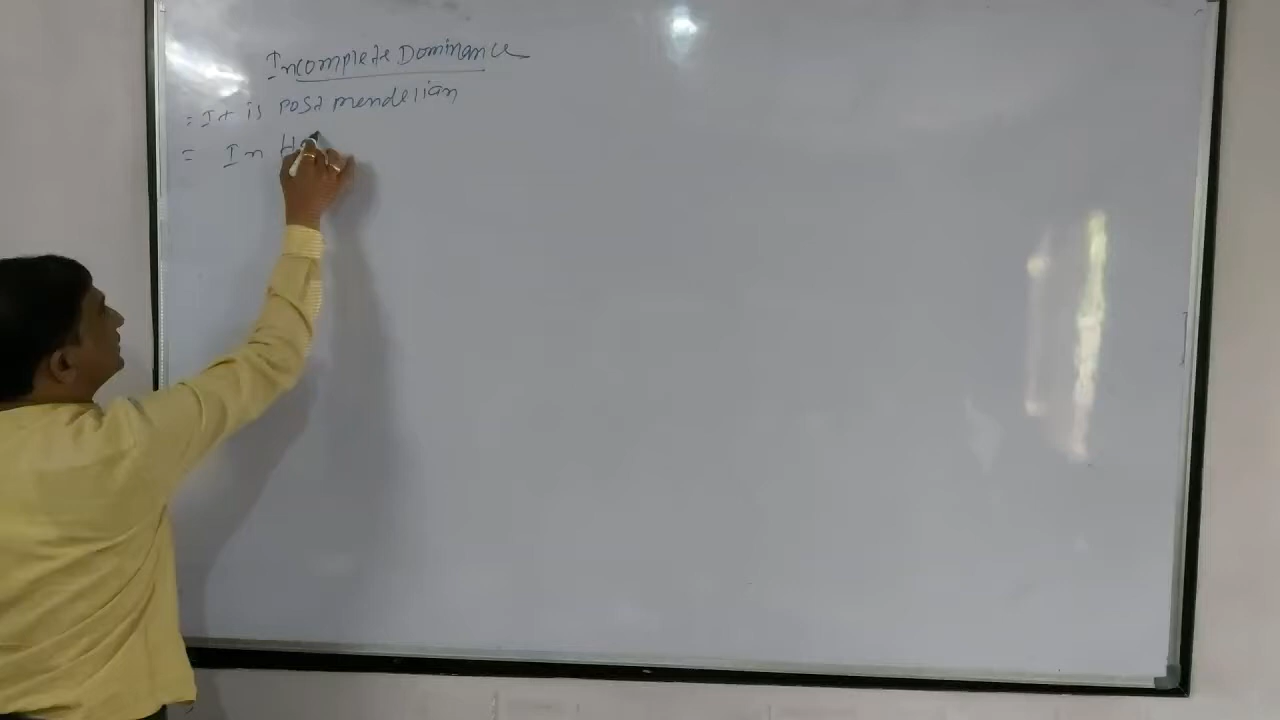 Incomplete Dominance
= It is post mendelian
= In